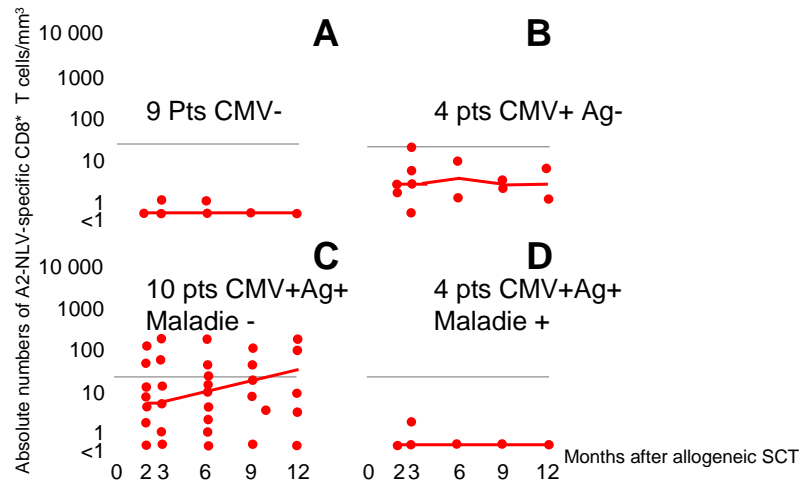 Absolute numbers of A2-NLV-specific CD8* T cells/mm³
10 000
1000
100
10
1
<1
A
9 Pts CMV-
B
4 pts CMV+ Ag-
10 000
1000
100
10
1
<1
C
10 pts CMV+Ag+
Maladie -
D
4 pts CMV+Ag+
Maladie +
0 2 3 6 9 12
0 2 3 6 9 12
Months after allogeneic SCT